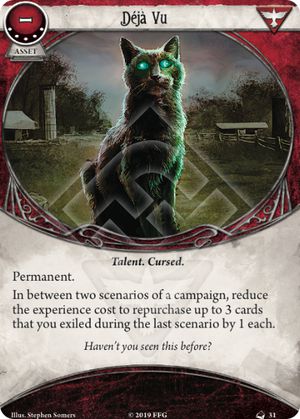 Déjà Vu
–
ASSET
Talent. Cursed.
Permanent.
In between two scenarios of a campaign, reduce
the experience cost to repurchase up to 3 cards
that you exiled during the last scenario by 1 each.
Haven't you seen this before?
Illus. Stephen Somers
© 2019 FFG
31